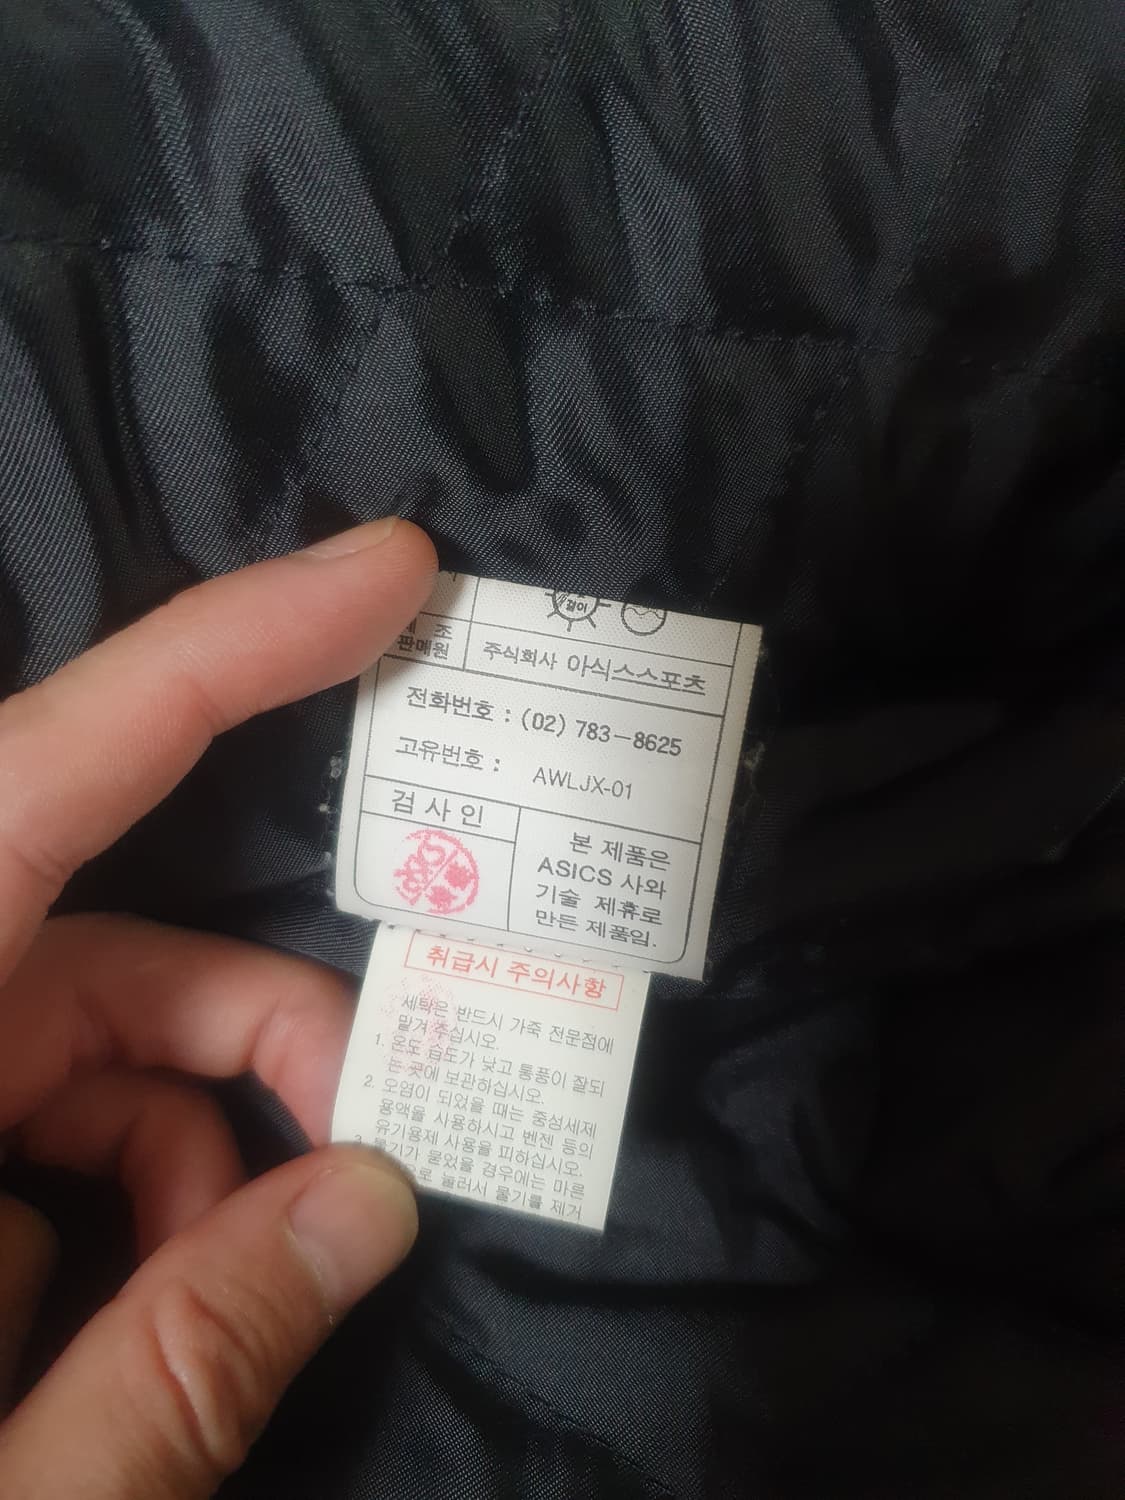 걸이
조
판매원
주식회사 아식스스포츠
전화번호 : (02) 783-8625
고유번호 : AWLJX-01
검사인
본 제품은
ASICS 사와
기술 제휴로
만든 제품임.
취급시 주의사항
세탁은 반드시 가죽 전문점에
맡겨 주십시오.
1. 온도 습도가 낮고 통풍이 잘되
는 곳에 보관하십시오.
2. 오염이 되었을 때는 중성세제
용액을 사용하시고 벤젠 등의
유기용제 사용을 피하십시오.
3. 물기가 묻었을 경우에는 마른
으로 눌러서 물기를 제거